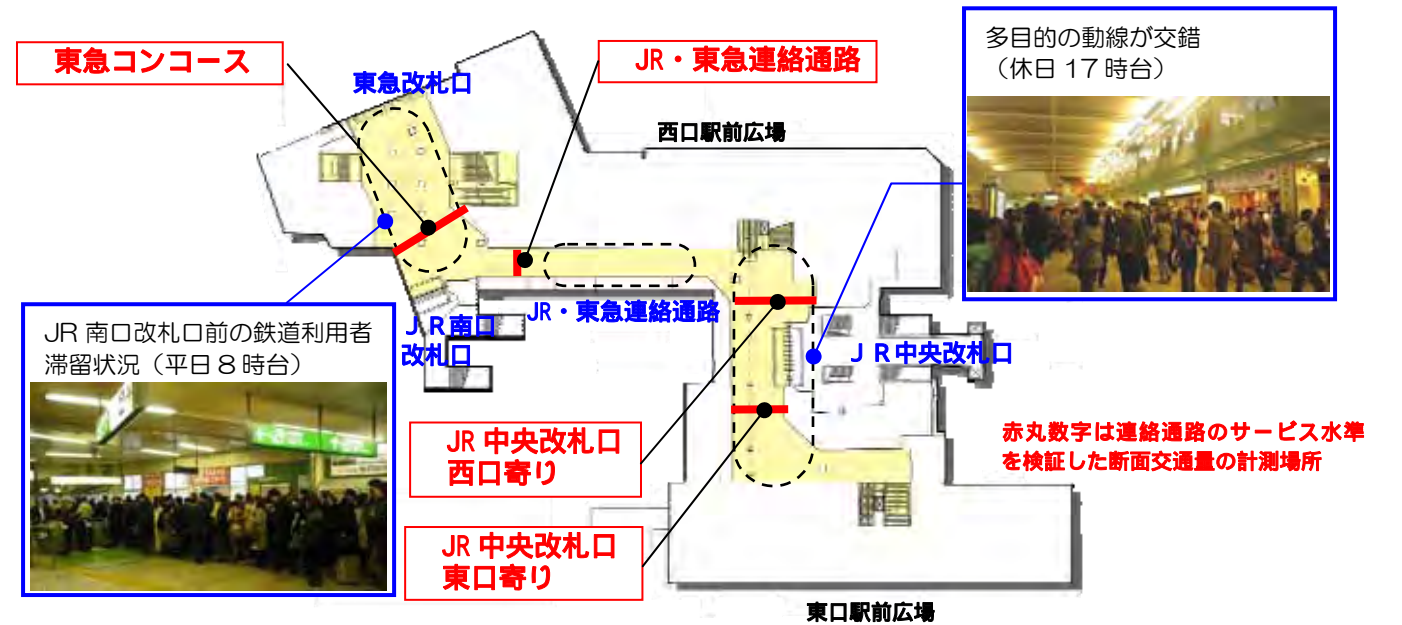 東急コンコース
東急改札口
JR・東急連絡通路
西口駅前広場
多目的の動線が交錯
（休日 17 時台）
JR 南口改札口前の鉄道利用者
滞留状況（平日 8 時台）
ＪＲ南口
改札口
JR・東急連絡通路
ＪＲ中央改札口
JR 中央改札口
西口寄り
JR 中央改札口
東口寄り
赤丸数字は連絡通路のサービス水準
を検証した断面交通量の計測場所
東口駅前広場